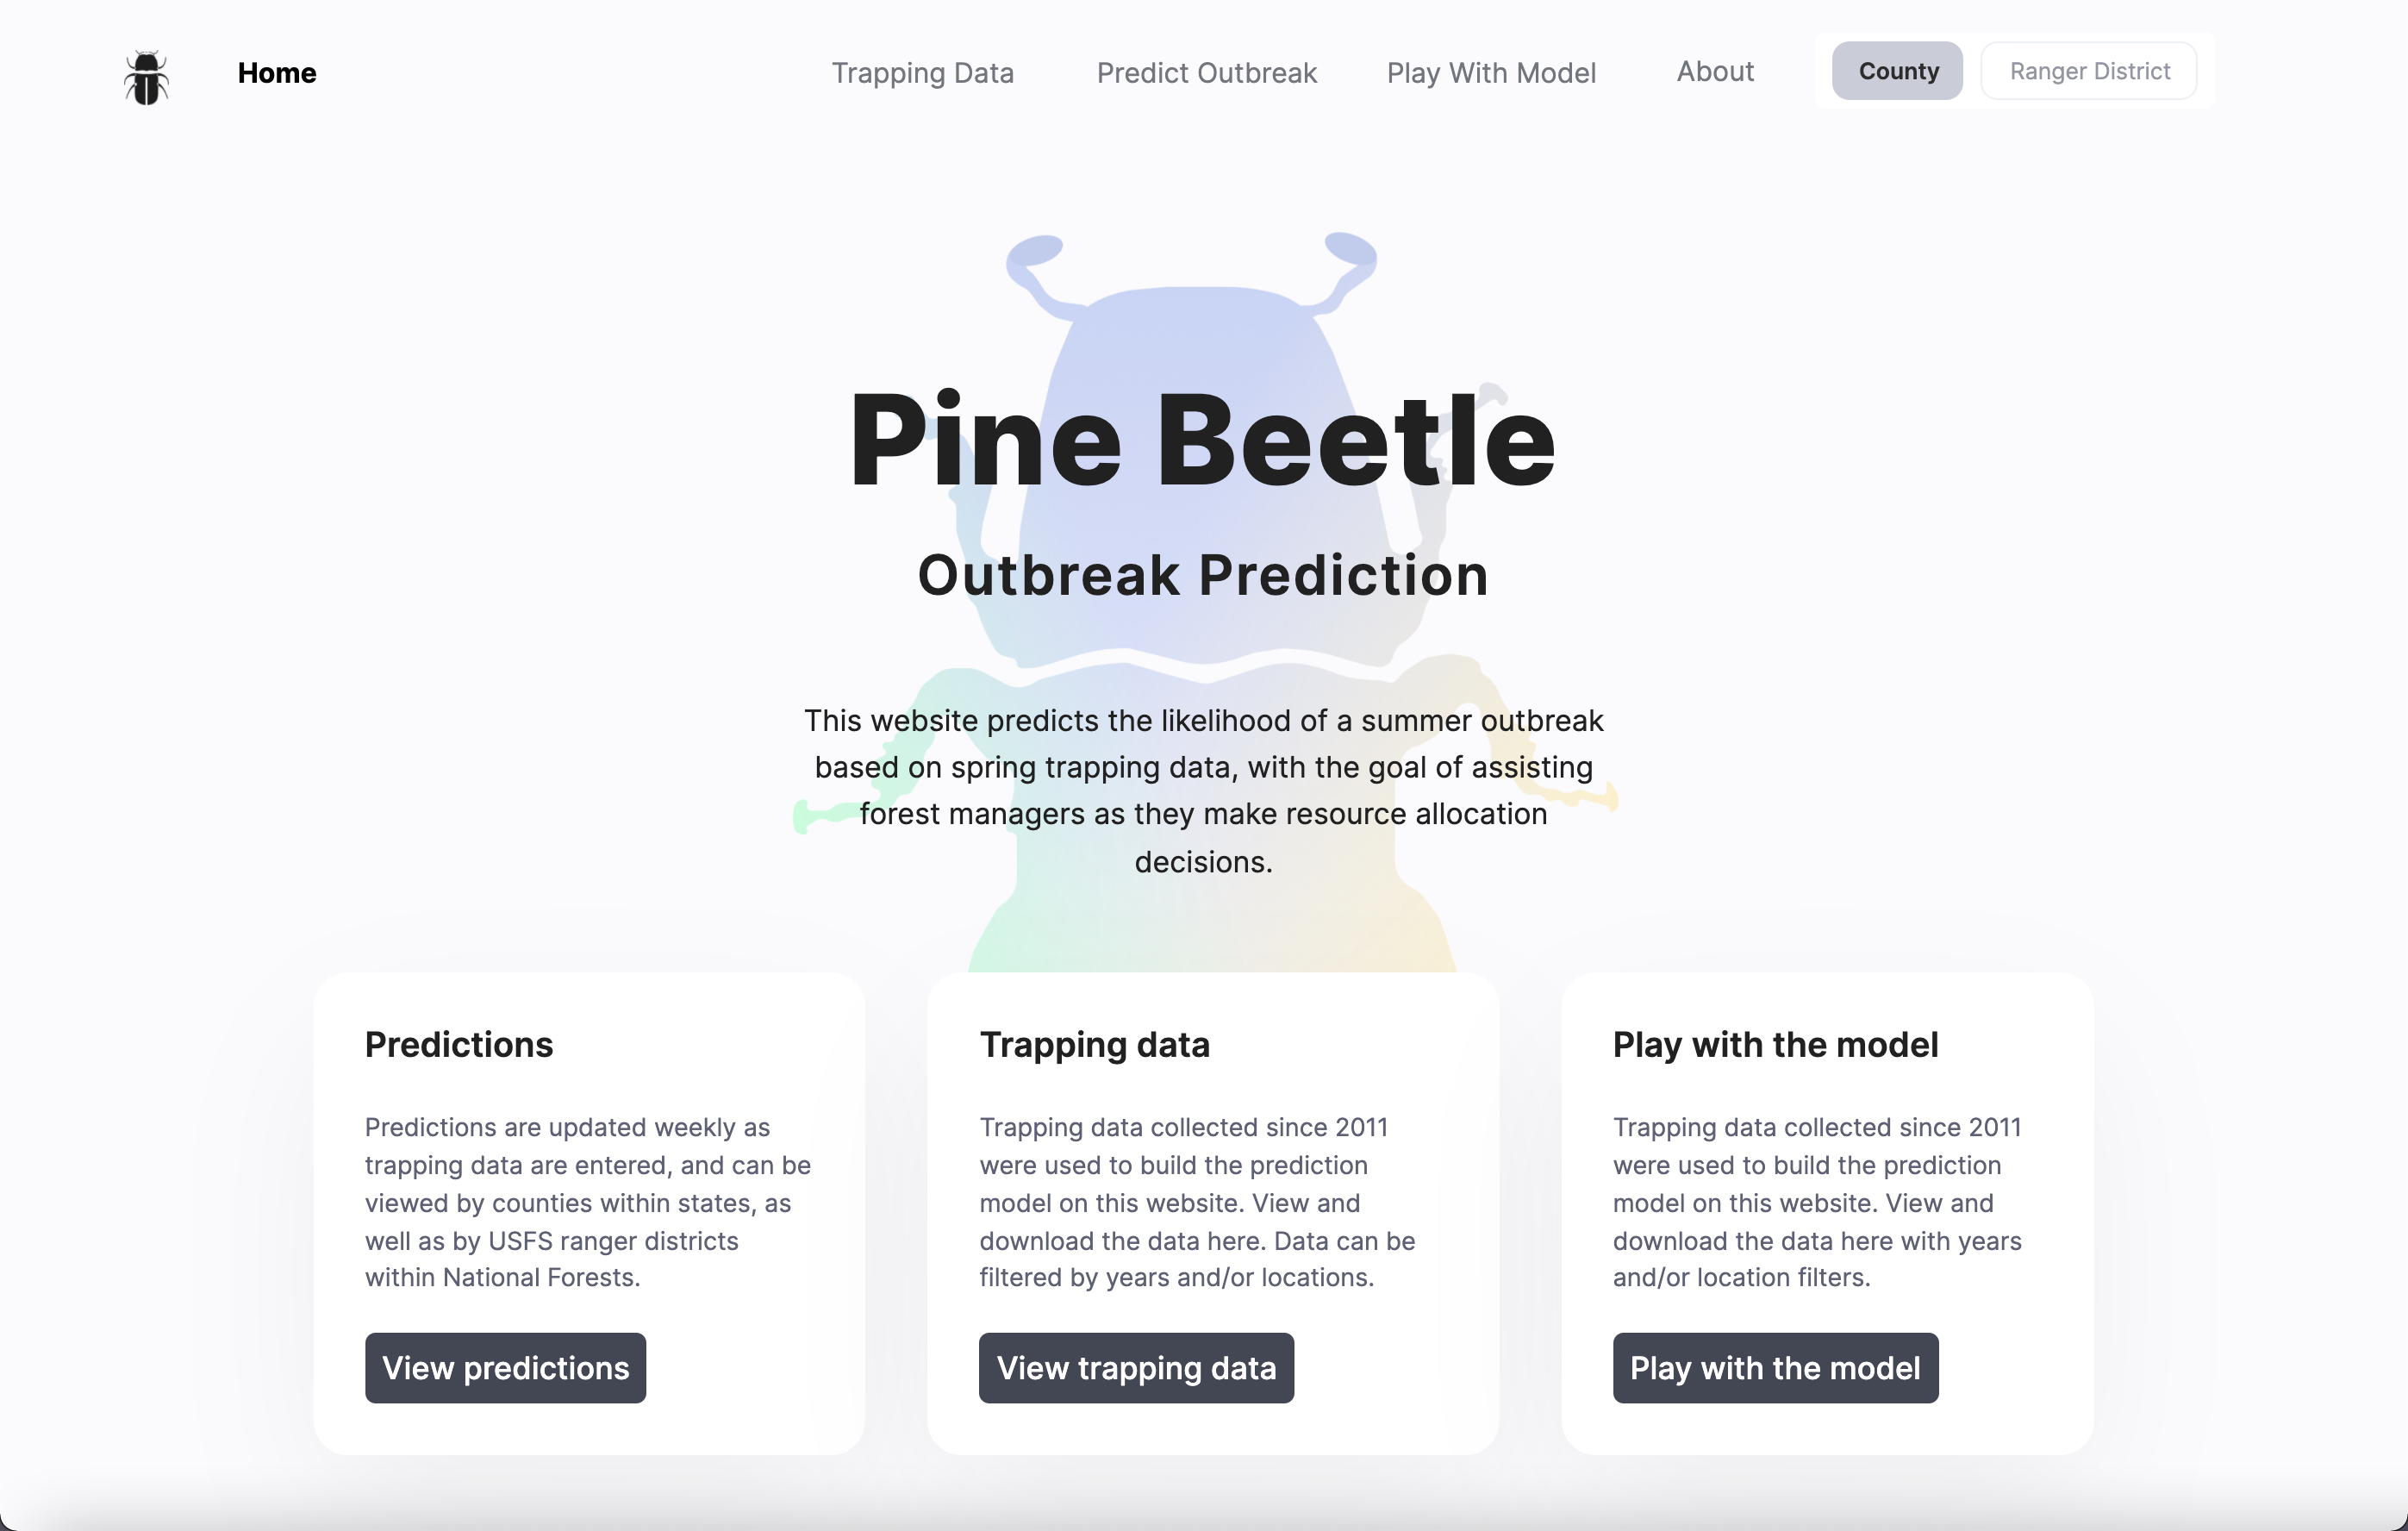 Home
Trapping Data
Predict Outbreak
Play With Model
About
County
Ranger District
Pine Beetle
Outbreak Prediction
This website predicts the likelihood of a summer outbreak
based on spring trapping data, with the goal of assisting
forest managers as they make resource allocation
decisions.
Predictions
Predictions are updated weekly as
trapping data are entered, and can be
viewed by counties within states, as
well as by USFS ranger districts
within National Forests.
View predictions
Trapping data
Trapping data collected since 2011
were used to build the prediction
model on this website. View and
download the data here. Data can be
filtered by years and/or locations.
View trapping data
Play with the model
Trapping data collected since 2011
were used to build the prediction
model on this website. View and
download the data here with years
and/or location filters.
Play with the model